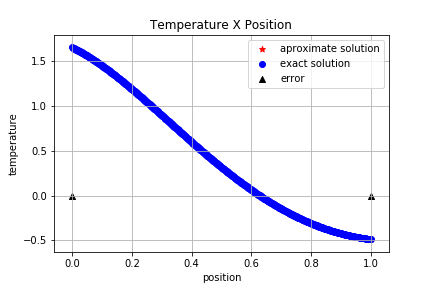 Temperature X Position
aproximate solution
exact solution
error
temperature
1.5
1.0
0.5
0.0
−0.5
0.0
0.2
0.4
0.6
0.8
1.0
position